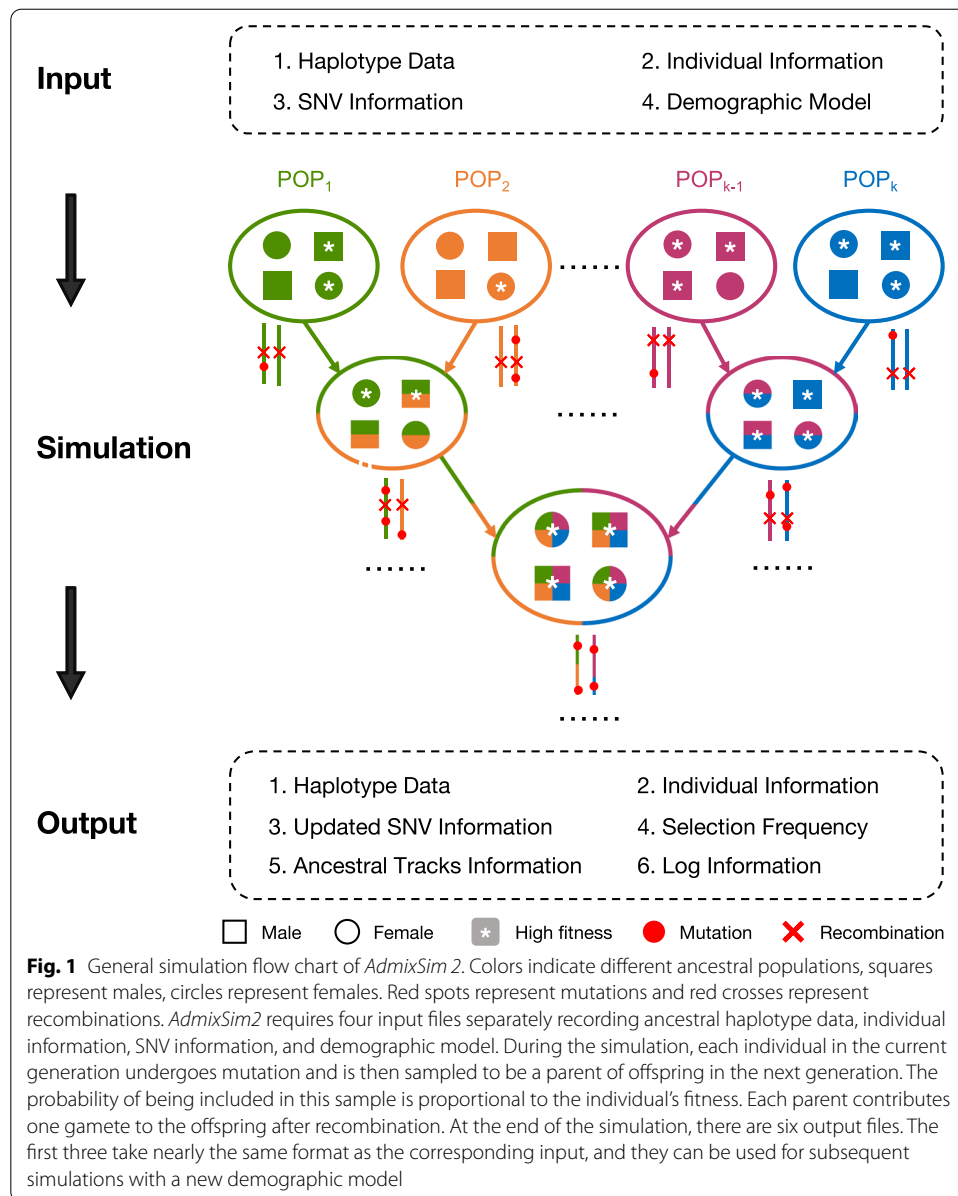 Input
1. Haplotype Data 2. Individual Information
3. SNV Information 4. Demographic Model
POP1 POP2 POPk-1 POPk
......
* * * * * * * *
* * * * *
......
Simulation
* * * *
...... ......
......
Output
1. Haplotype Data 2. Individual Information
3. Updated SNV Information 4. Selection Frequency
5. Ancestral Tracks Information 6. Log Information
Male Female * High fitness Mutation Recombination
Fig. 1 General simulation flow chart of AdmixSim 2. Colors indicate different ancestral populations, squares
represent males, circles represent females. Red spots represent mutations and red crosses represent
recombinations. AdmixSim2 requires four input files separately recording ancestral haplotype data, individual
information, SNV information, and demographic model. During the simulation, each individual in the current
generation undergoes mutation and is then sampled to be a parent of offspring in the next generation. The
probability of being included in this sample is proportional to the individual's fitness. Each parent contributes
one gamete to the offspring after recombination. At the end of the simulation, there are six output files. The
first three take nearly the same format as the corresponding input, and they can be used for subsequent
simulations with a new demographic model